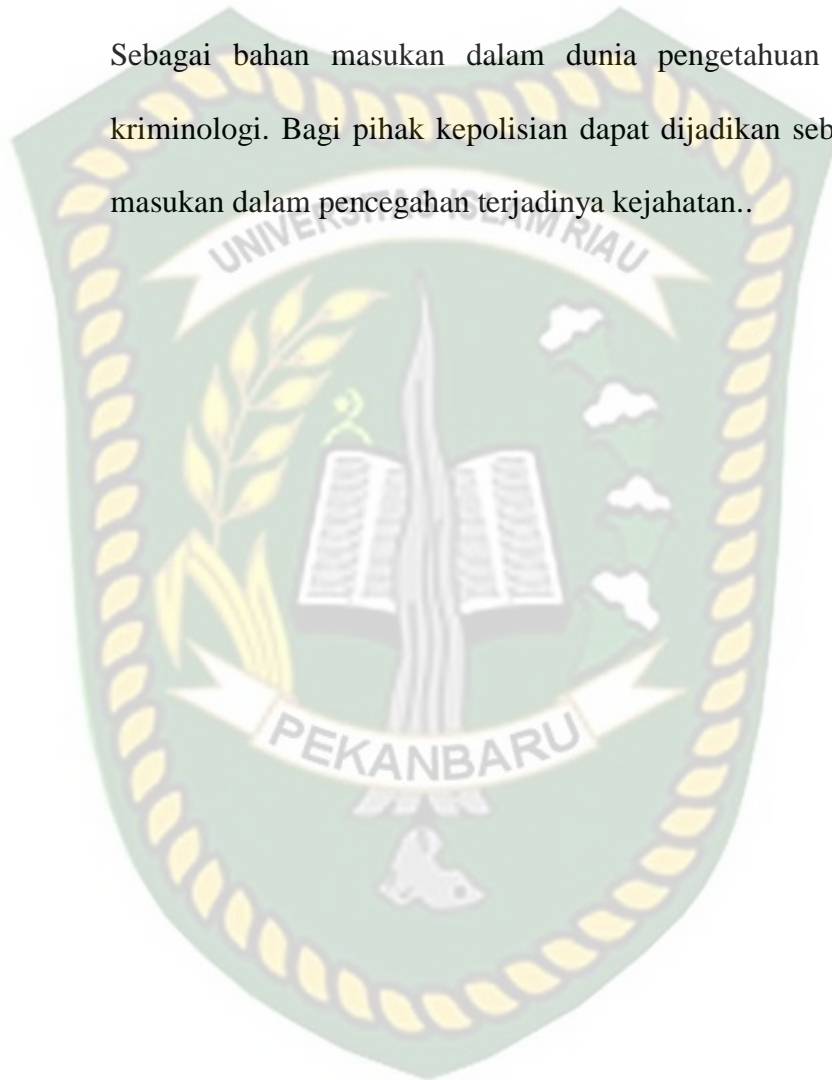 Sebagai bahan masukan dalam dunia pengetahuan
kriminologi. Bagi pihak kepolisian dapat dijadikan
masukan dalam pencegahan terjadinya kejahatan..
UNIVERSITAS ISLAM RIAU
PEKANBARU